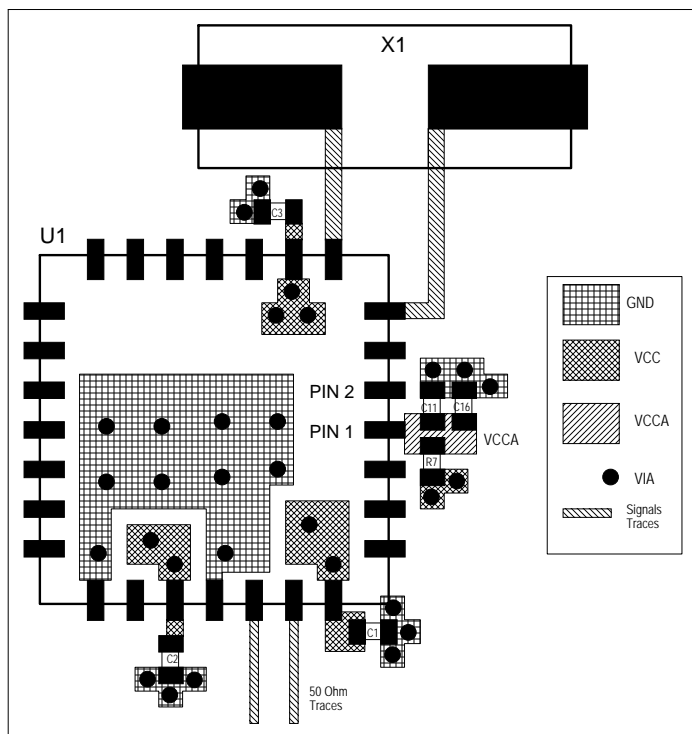 X1
C3
U1
GND
PIN 2
VCC
C11 C16
PIN 1
VCCA
VCCA
R7
VIA
Signals
Traces
C1
C2
50 Ohm
Traces